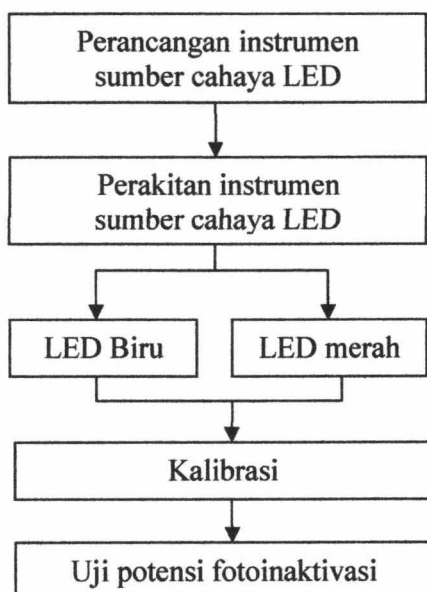 Perancangan instrumen
sumber cahaya LED
Perakitan instrumen
sumber cahaya LED
LED Biru
LED merah
Kalibrasi
Uji potensi fotoinaktivasi